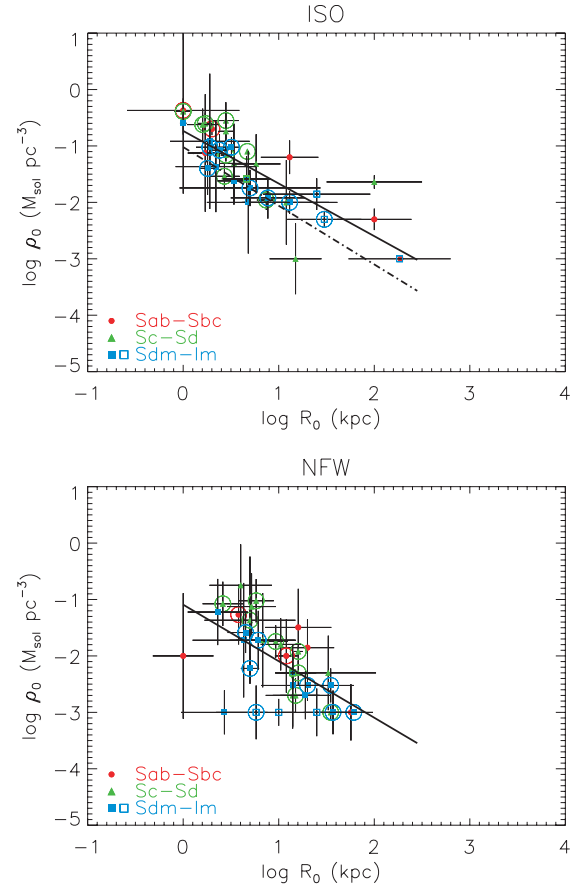 ISO
1
0
−1
−2
−3
−4
−5
log ρ₀ (M_sol pc⁻³)
Sab−Sbc
Sc−Sd
Sdm−Im
−1 0 1 2 3 4
log R₀ (kpc)
NFW
1
0
−1
−2
−3
−4
−5
log ρ₀ (M_sol pc⁻³)
Sab−Sbc
Sc−Sd
Sdm−Im
−1 0 1 2 3 4
log R₀ (kpc)